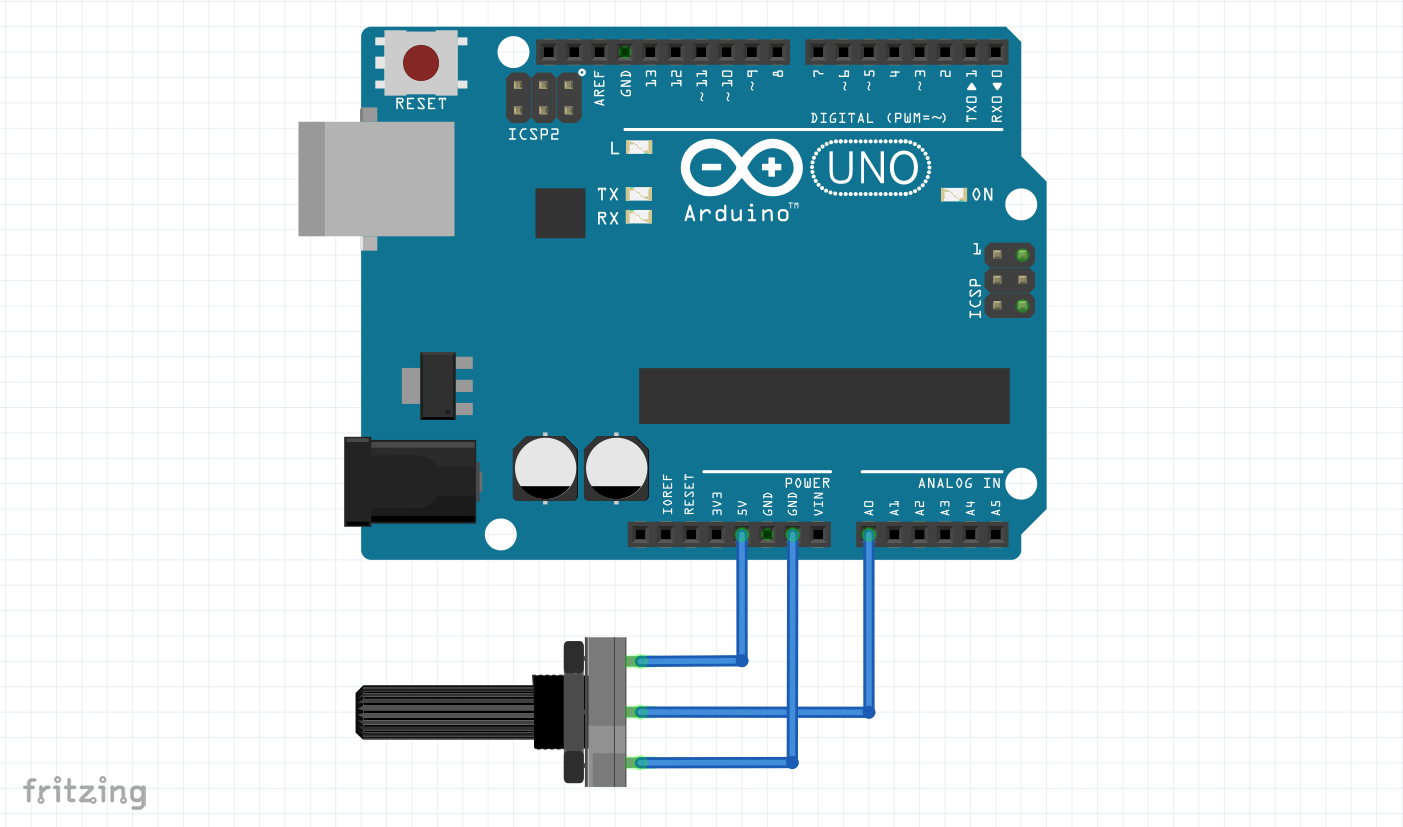 RESET
ICSP2
AREF
GND
13
12
~11
~10
~9
8
7
~6
~5
4
~3
2
TX0▶1
RX0◀0
DIGITAL (PWM=~)
L
TX
RX
UNO
Arduino™
ON
1
ICSP
POWER
ANALOG IN
IOREF
RESET
3V3
5V
GND
GND
VIN
A0
A1
A2
A3
A4
A5
fritzing